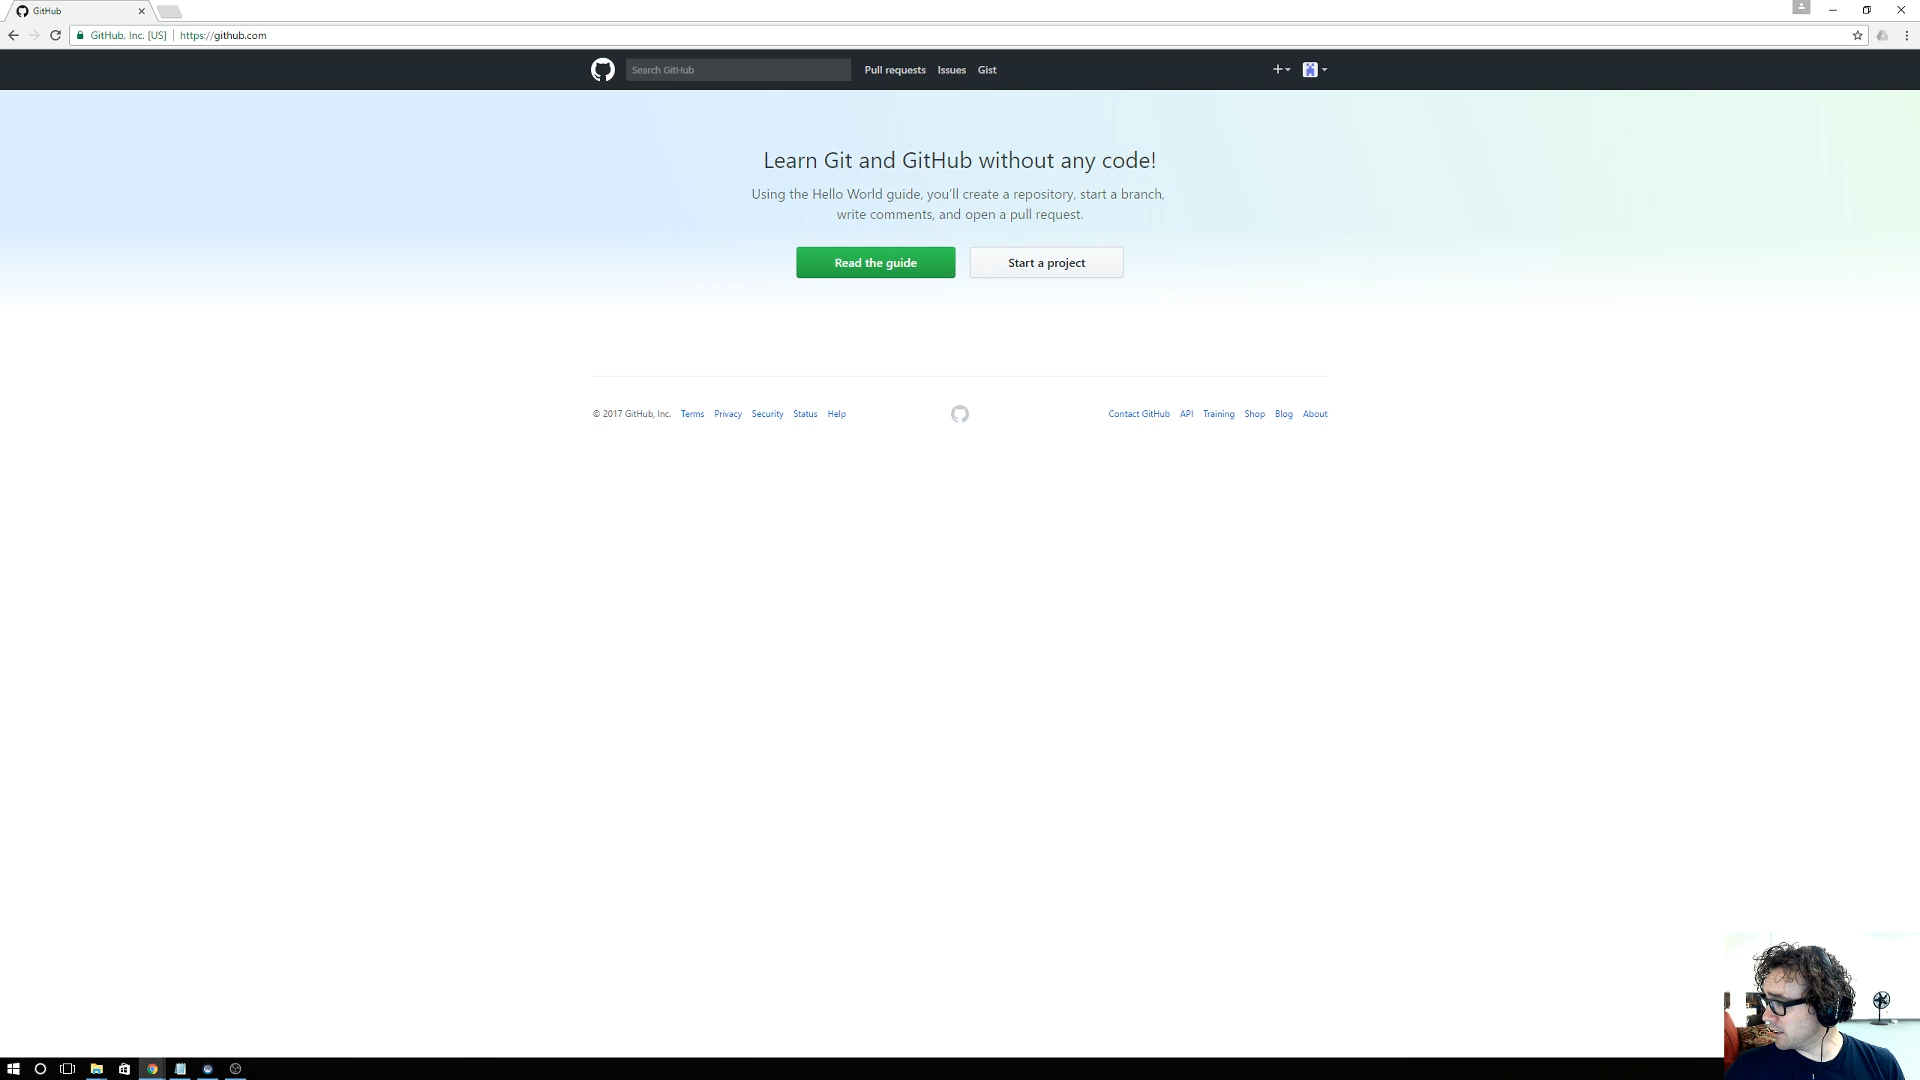 GitHub
GitHub, Inc. [US] https://github.com
Search GitHub Pull requests Issues Gist
Learn Git and GitHub without any code!
Using the Hello World guide, you'll create a repository, start a branch,
write comments, and open a pull request.
Read the guide Start a project
© 2017 GitHub, Inc. Terms Privacy Security Status Help Contact GitHub API Training Shop Blog About